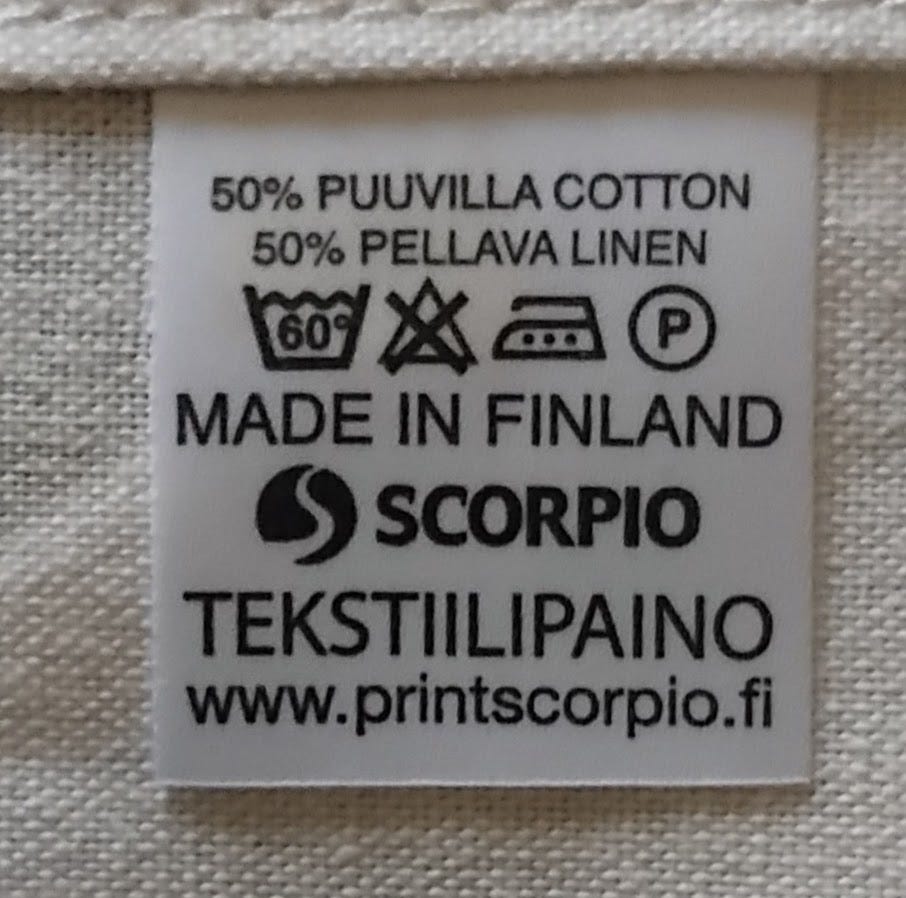 50% PUUVILLA COTTON
50% PELLAVA LINEN
60° P
MADE IN FINLAND
SCORPIO
TEKSTIILIPAINO
www.printscorpio.fi